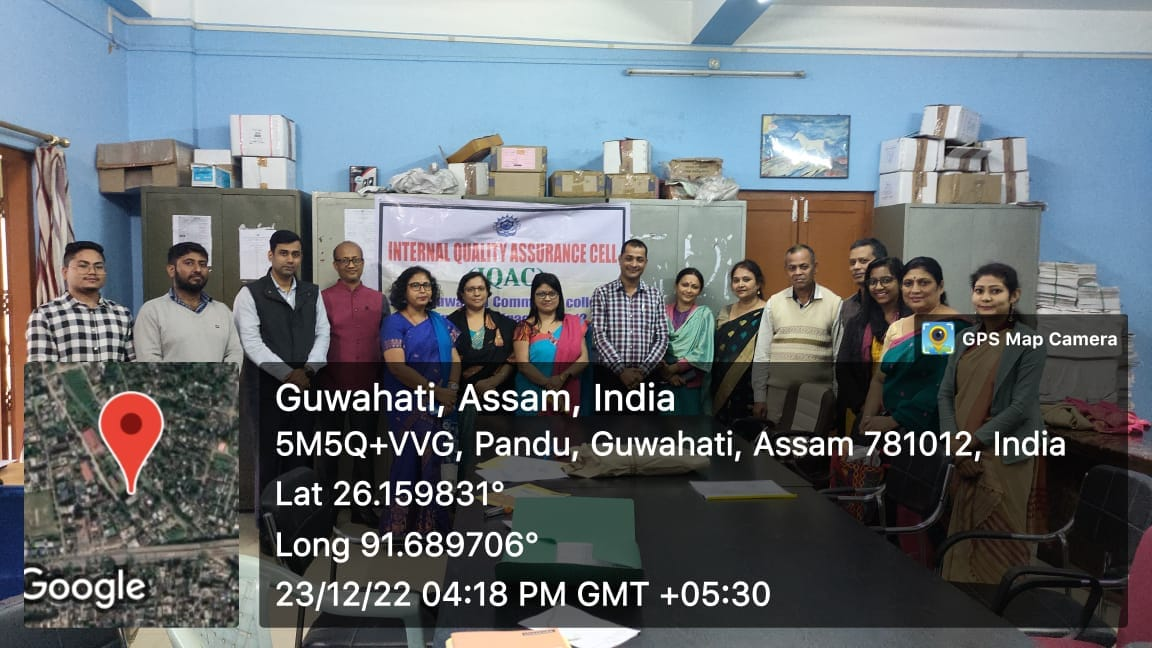 INTERNAL QUALITY ASSURANCE CELL
(IQAC)
GPS Map Camera
Guwahati, Assam, India
5M5Q+VVG, Pandu, Guwahati, Assam 781012, India
Lat 26.159831°
Long 91.689706°
23/12/22 04:18 PM GMT +05:30
Google